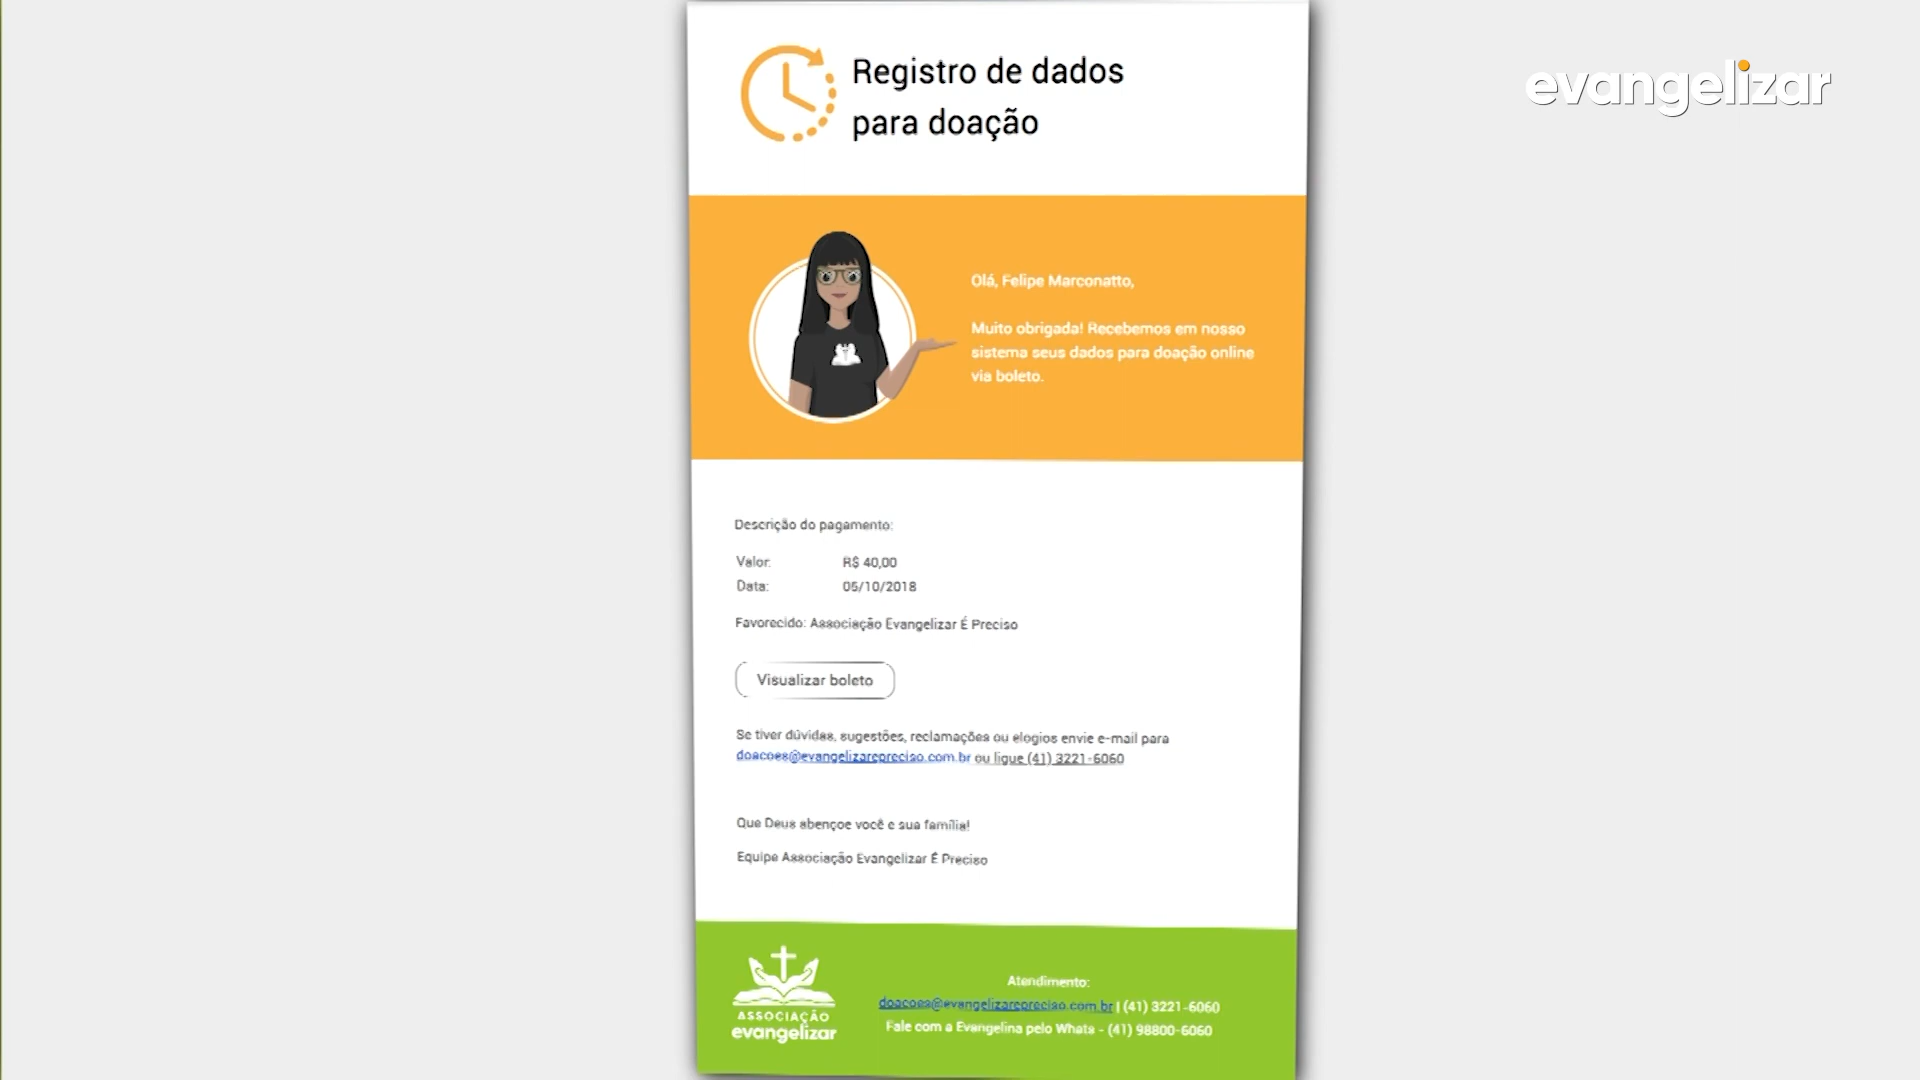 evangelizar
Registro de dados
para doação
Olá, Felipe Marconatto,
Muito obrigada! Recebemos em nosso
sistema seus dados para doação online
via boleto.
Descrição do pagamento:
Valor: R$ 40,00
Data: 05/10/2018
Favorecido: Associação Evangelizar É Preciso
Visualizar boleto
Se tiver dúvidas, sugestões, reclamações ou elogios envie e-mail para
doacoes@evangelizarepreciso.com.br ou ligue (41) 3221-6060
Que Deus abençoe você e sua família!
Equipe Associação Evangelizar É Preciso
ASSOCIAÇÃO
evangelizar
Atendimento:
doacoes@evangelizarepreciso.com.br | (41) 3221-6060
Fale com a Evangelina pelo Whats - (41) 98800-6060